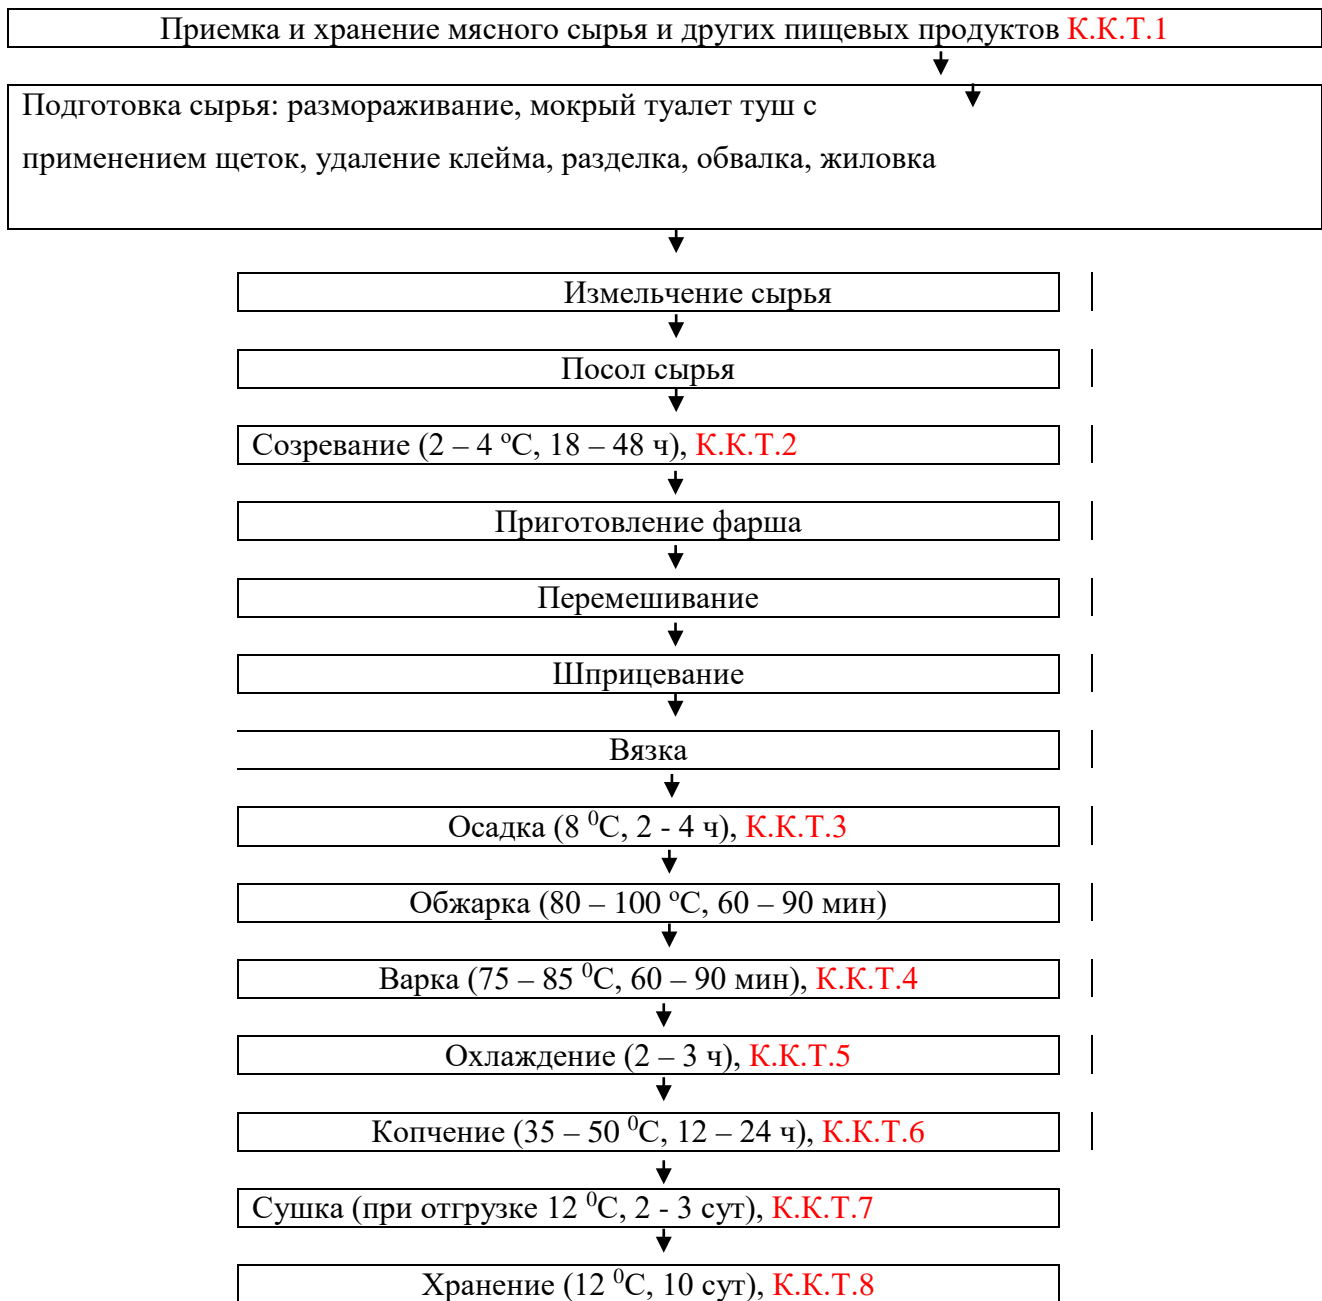 Приемка и хранение мясного сырья и других пищевых продуктов К.К.Т.1
Подготовка сырья: размораживание, мокрый туалет туш с
применением щеток, удаление клейма, разделка, обвалка, жиловка
Измельчение сырья
Посол сырья
Созревание (2 – 4 ºС, 18 – 48 ч), К.К.Т.2
Приготовление фарша
Перемешивание
Шприцевание
Вязка
Осадка (8 ⁰С, 2 - 4 ч), К.К.Т.3
Обжарка (80 – 100 ºС, 60 – 90 мин)
Варка (75 – 85 ⁰С, 60 – 90 мин), К.К.Т.4
Охлаждение (2 – 3 ч), К.К.Т.5
Копчение (35 – 50 ⁰С, 12 – 24 ч), К.К.Т.6
Сушка (при отгрузке 12 ⁰С, 2 - 3 сут), К.К.Т.7
Хранение (12 ⁰С, 10 сут), К.К.Т.8